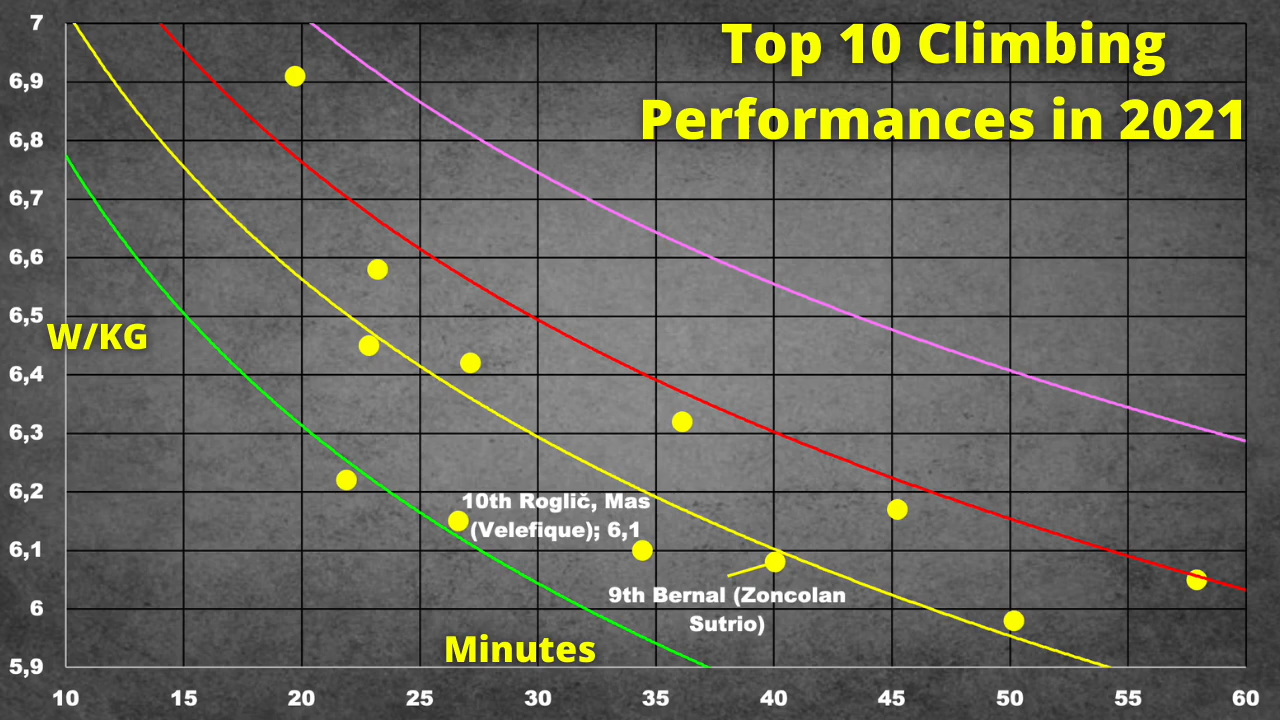 Top 10 Climbing
Performances in 2021
7
6,9
6,8
6,7
6,6
6,5
W/KG
6,4
6,3
6,2
10th Roglič, Mas
(Velefique); 6,1
6,1
9th Bernal (Zoncolan
Sutrio)
6
Minutes
5,9
10 15 20 25 30 35 40 45 50 55 60